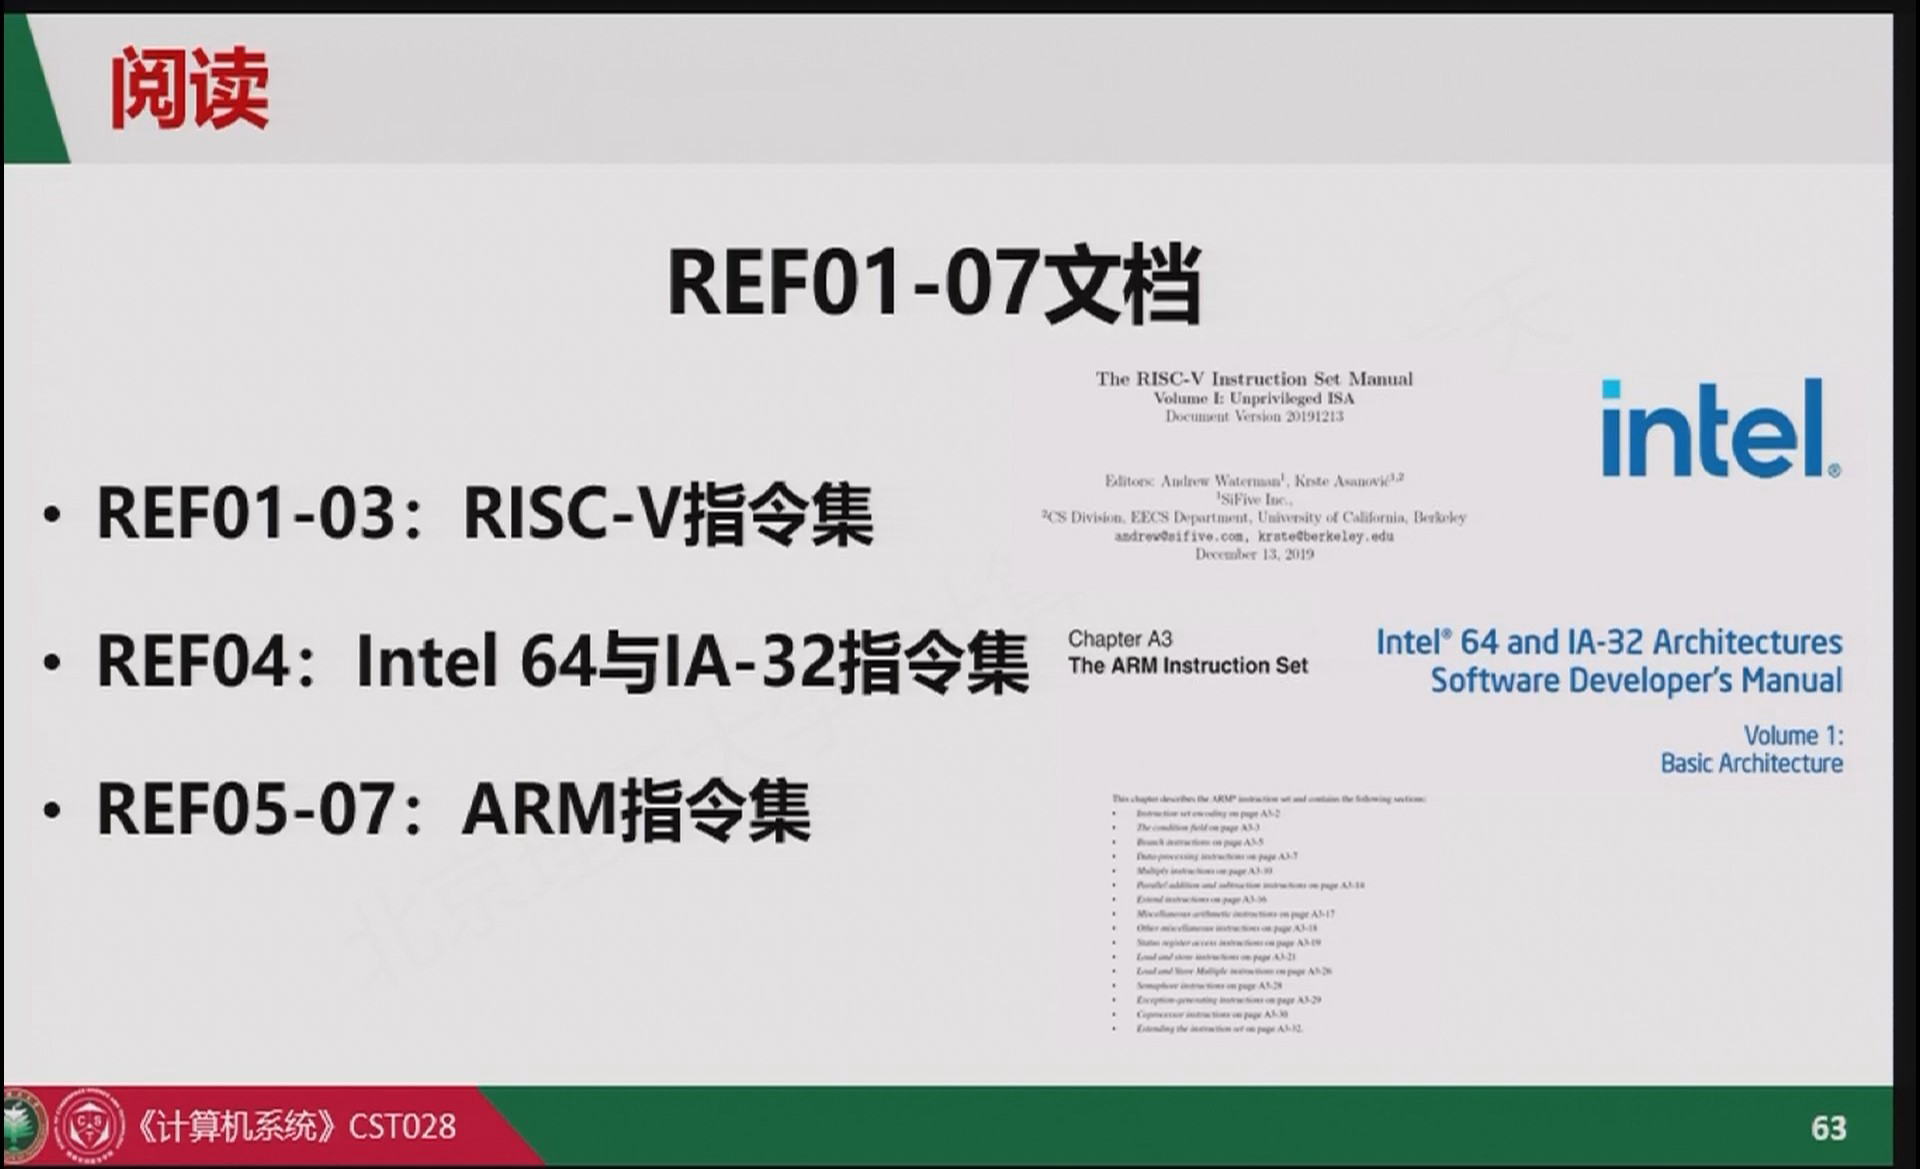 阅读
REF01-07文档
• REF01-03：RISC-V指令集
• REF04：Intel 64与IA-32指令集
• REF05-07：ARM指令集
The RISC-V Instruction Set Manual
Volume I: Unprivileged ISA
Document Version 20191213
Editors: Andrew Waterman¹, Krste Asanović¹,²
¹SiFive Inc.,
²CS Division, EECS Department, University of California, Berkeley
andrew@sifive.com, krste@berkeley.edu
December 13, 2019
intel®
Chapter A3
The ARM Instruction Set
Intel® 64 and IA-32 Architectures
Software Developer's Manual
Volume 1:
Basic Architecture
This chapter describes the ARM® instruction set and contains the following sections:
• Instruction set encoding on page A3-2
• The condition field on page A3-3
• Branch instructions on page A3-5
• Data-processing instructions on page A3-7
• Multiply instructions on page A3-10
• Parallel addition and subtraction instructions on page A3-14
• Extend instructions on page A3-16
• Miscellaneous arithmetic instructions on page A3-17
• Other miscellaneous instructions on page A3-18
• Status register access instructions on page A3-19
• Load and store instructions on page A3-21
• Load and Store Multiple instructions on page A3-26
• Semaphore instructions on page A3-28
• Exception-generating instructions on page A3-29
• Coprocessor instructions on page A3-30
• Extending the instruction set on page A3-32.
《计算机系统》CST028
63